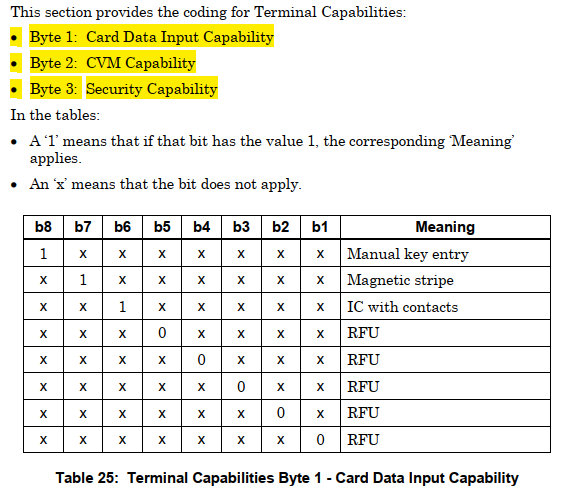 This section provides the coding for Terminal Capabilities:
• Byte 1: Card Data Input Capability
• Byte 2: CVM Capability
• Byte 3: Security Capability
In the tables:
• A ‘1’ means that if that bit has the value 1, the corresponding ‘Meaning’
applies.
• An ‘x’ means that the bit does not apply.
b8 b7 b6 b5 b4 b3 b2 b1 Meaning
1 x x x x x x x Manual key entry
x 1 x x x x x x Magnetic stripe
x x 1 x x x x x IC with contacts
x x x 0 x x x x RFU
x x x x 0 x x x RFU
x x x x x 0 x x RFU
x x x x x x 0 x RFU
x x x x x x x 0 RFU
Table 25: Terminal Capabilities Byte 1 - Card Data Input Capability